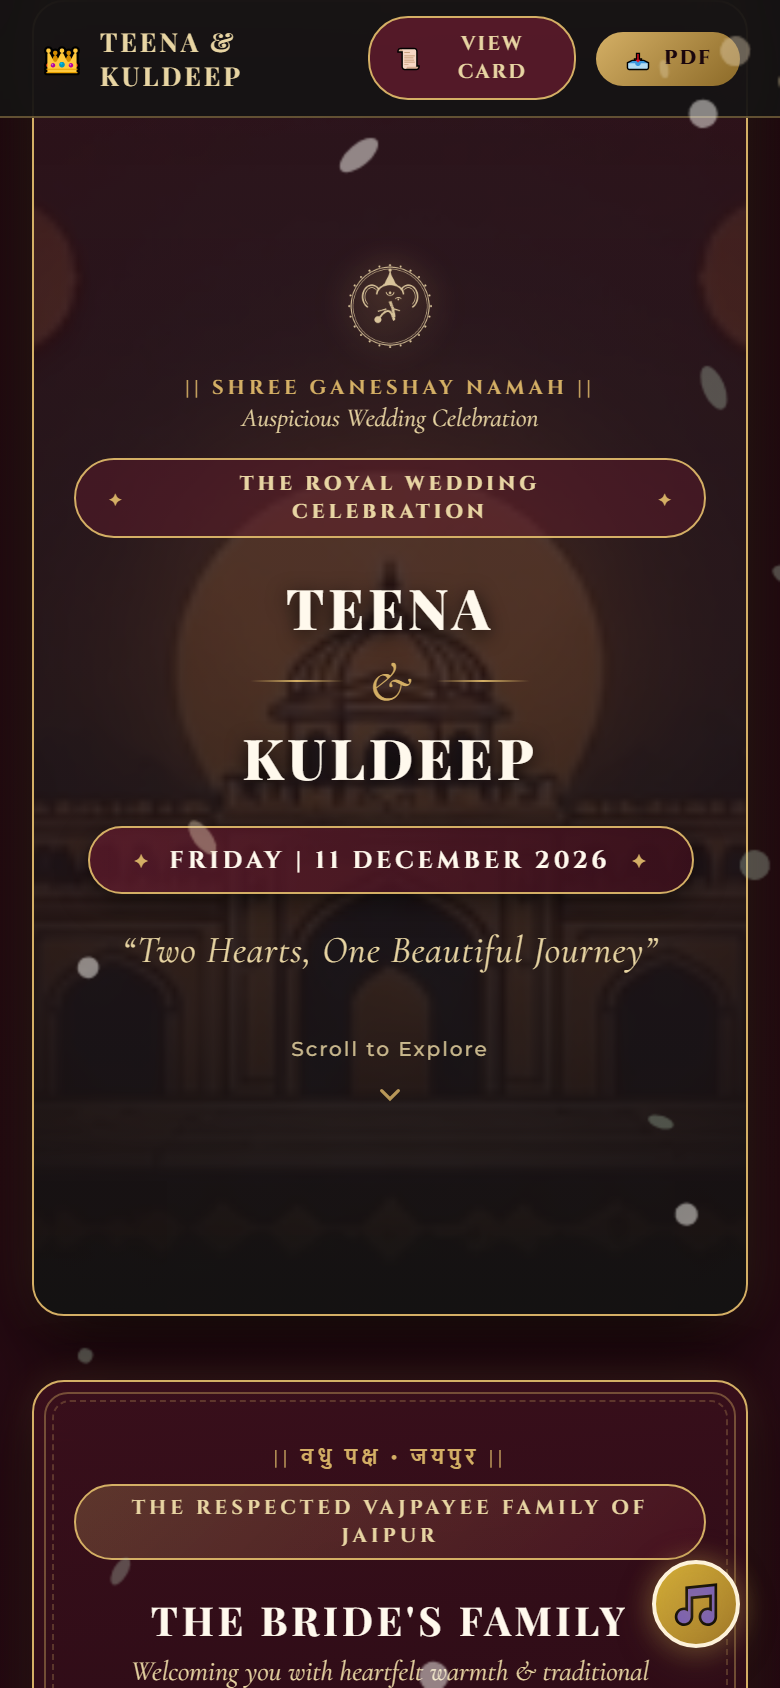 TEENA &
KULDEEP
VIEW
CARD
PDF
|| SHREE GANESHAY NAMAH ||
Auspicious Wedding Celebration
THE ROYAL WEDDING
CELEBRATION
TEENA
&
KULDEEP
FRIDAY | 11 DECEMBER 2026
“Two Hearts, One Beautiful Journey”
Scroll to Explore
|| वधु पक्ष • जयपुर ||
THE RESPECTED VAJPAYEE FAMILY OF
JAIPUR
THE BRIDE'S FAMILY
Welcoming you with heartfelt warmth & traditional